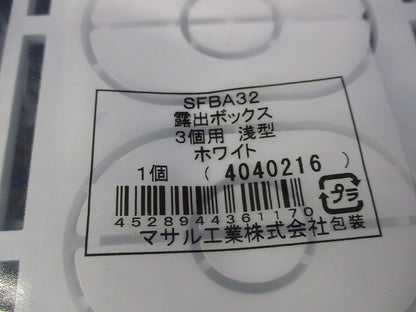 SFBA32
露出ボックス
3個用 浅型
ホワイト
1個 ( 4040216 )
4528944361170
プラ
マサル工業株式会社 包装